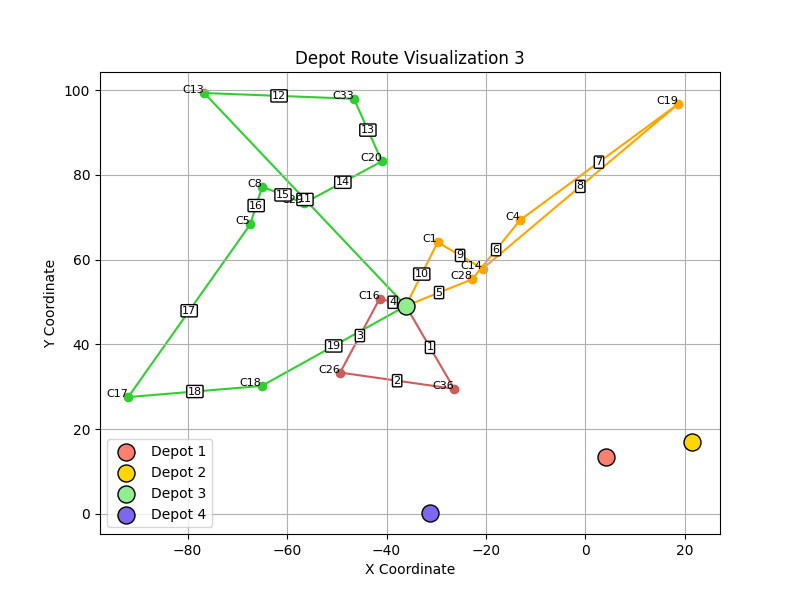 Depot Route Visualization 3
C13
12
C33
13
C20
C19
7
8
C8
15
11
14
16
C5
C4
C1
6
9
C14
10
C28
5
17
C16
4
3
1
19
C26
2
C36
C18
18
C17
100
80
60
40
20
0
Y Coordinate
Depot 1
Depot 2
Depot 3
Depot 4
−80
−60
−40
−20
0
20
X Coordinate